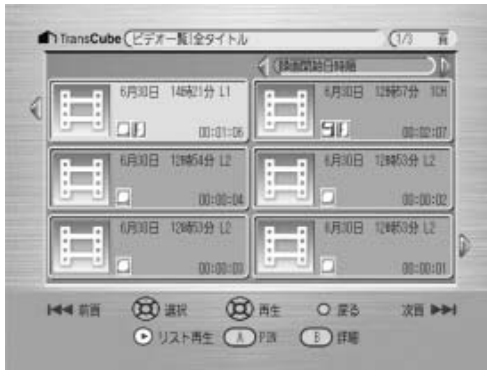 TransCube ビデオ一覧|全タイトル (1/3 頁)
録画開始日時順
6月30日 14時21分 L1
00:01:06
6月30日 12時57分 1CH
00:02:07
6月30日 12時54分 L2
00:00:04
6月30日 12時53分 L2
00:00:02
6月30日 12時53分 L2
6月30日 12時53分 L2
00:00:01
前頁 選択 再生 戻る 次頁
リスト再生 A PIN B 詳細